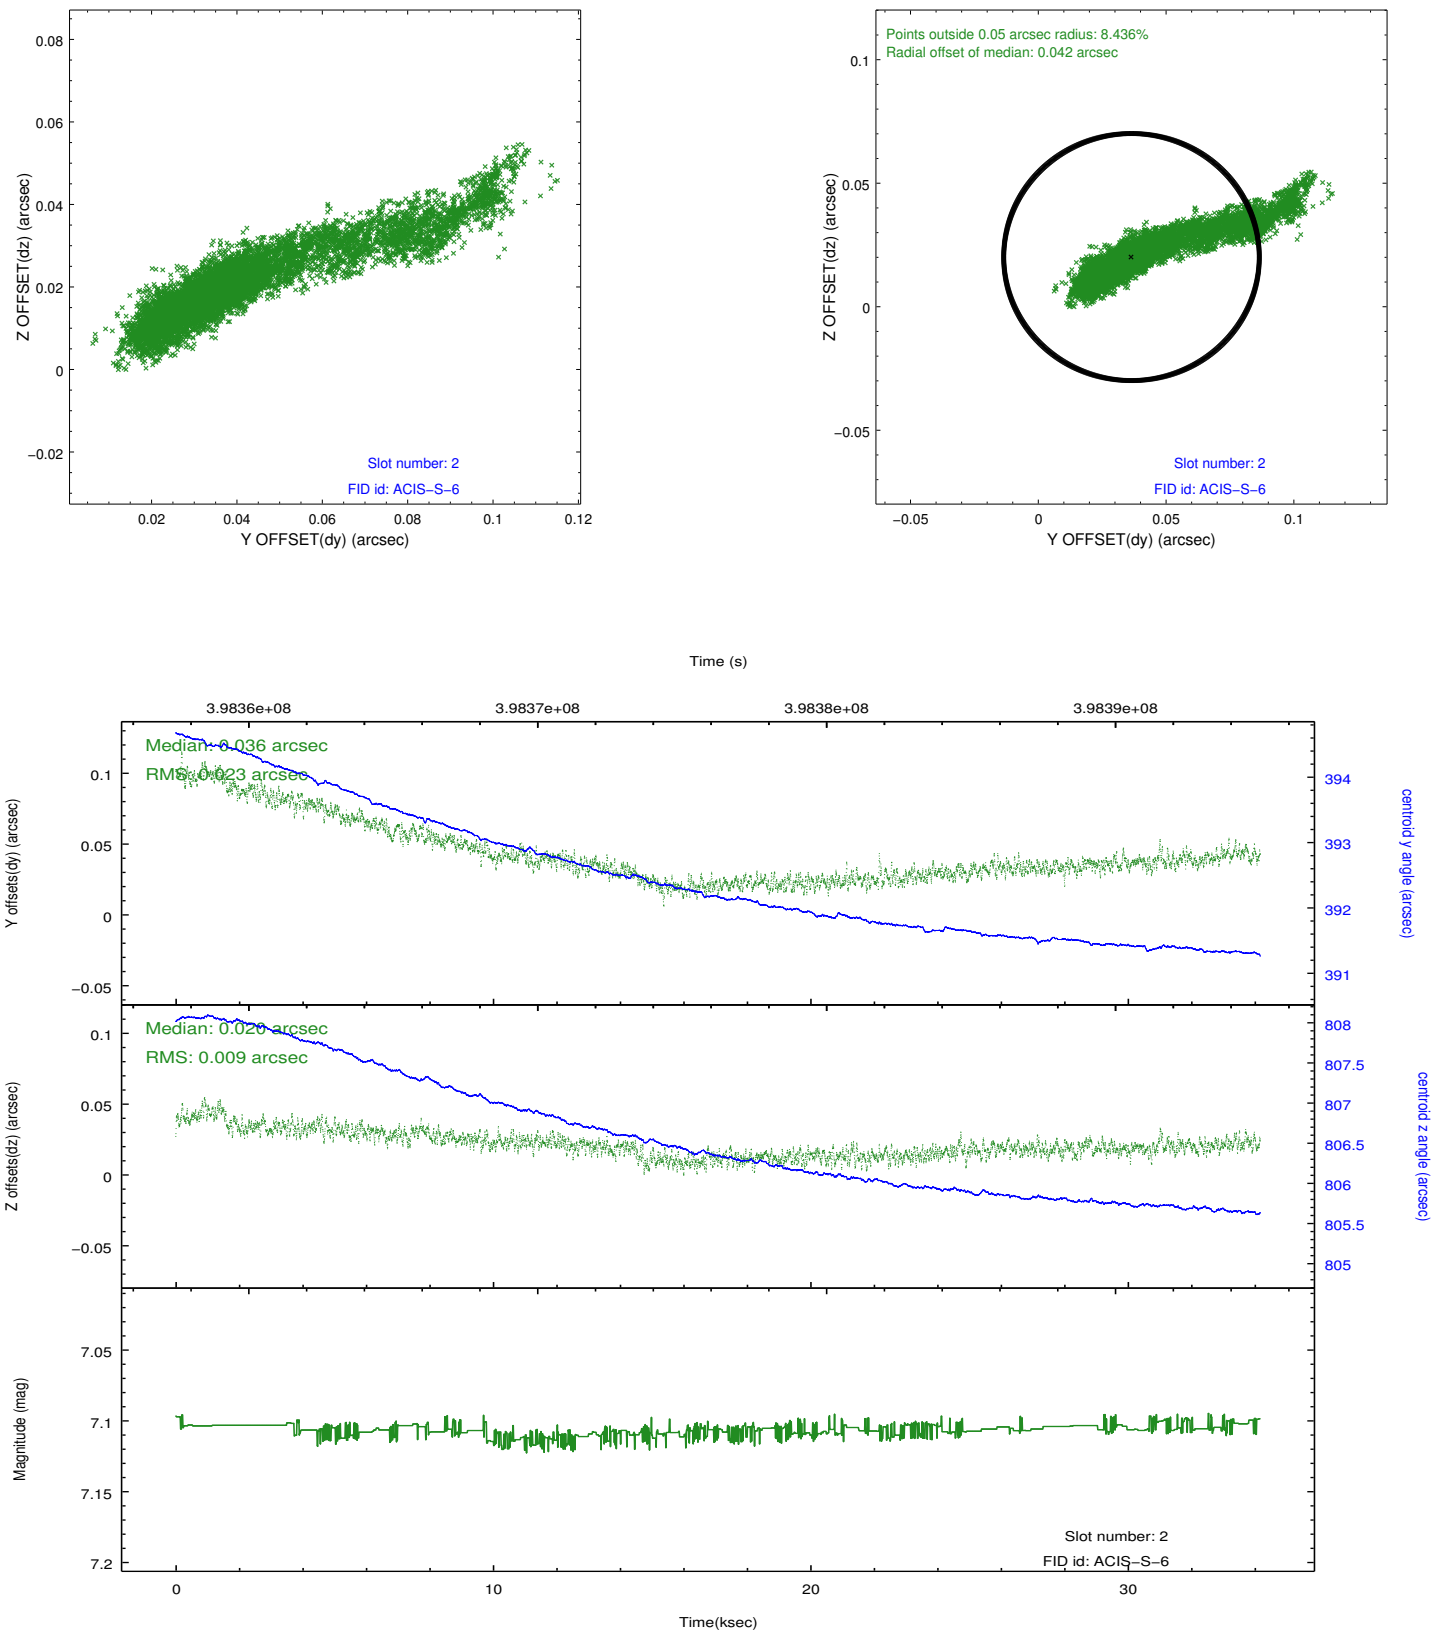 0.08
0.06
0.04
0.02
0
−0.02
Z OFFSET(dz) (arcsec)
Slot number: 2
FID id: ACIS−S−6
0.02 0.04 0.06 0.08 0.1 0.12
Y OFFSET(dy) (arcsec)
Points outside 0.05 arcsec radius: 8.436%
Radial offset of median: 0.042 arcsec
0.1
0.05
0
−0.05
Z OFFSET(dz) (arcsec)
Slot number: 2
FID id: ACIS−S−6
−0.05 0 0.05 0.1
Y OFFSET(dy) (arcsec)
Time (s)
3.9836e+08 3.9837e+08 3.9838e+08 3.9839e+08
Median: 0.036 arcsec
RMS: 0.023 arcsec
0.1
0.05
0
−0.05
Y offsets(dy) (arcsec)
394
393
392
391
centroid y angle (arcsec)
Median: 0.020 arcsec
RMS: 0.009 arcsec
0.1
0.05
0
−0.05
Z offsets(dz) (arcsec)
808
807.5
807
806.5
806
805.5
805
centroid z angle (arcsec)
7.05
7.1
7.15
7.2
Magnitude (mag)
Slot number: 2
FID id: ACIS−S−6
0 10 20 30
Time(ksec)